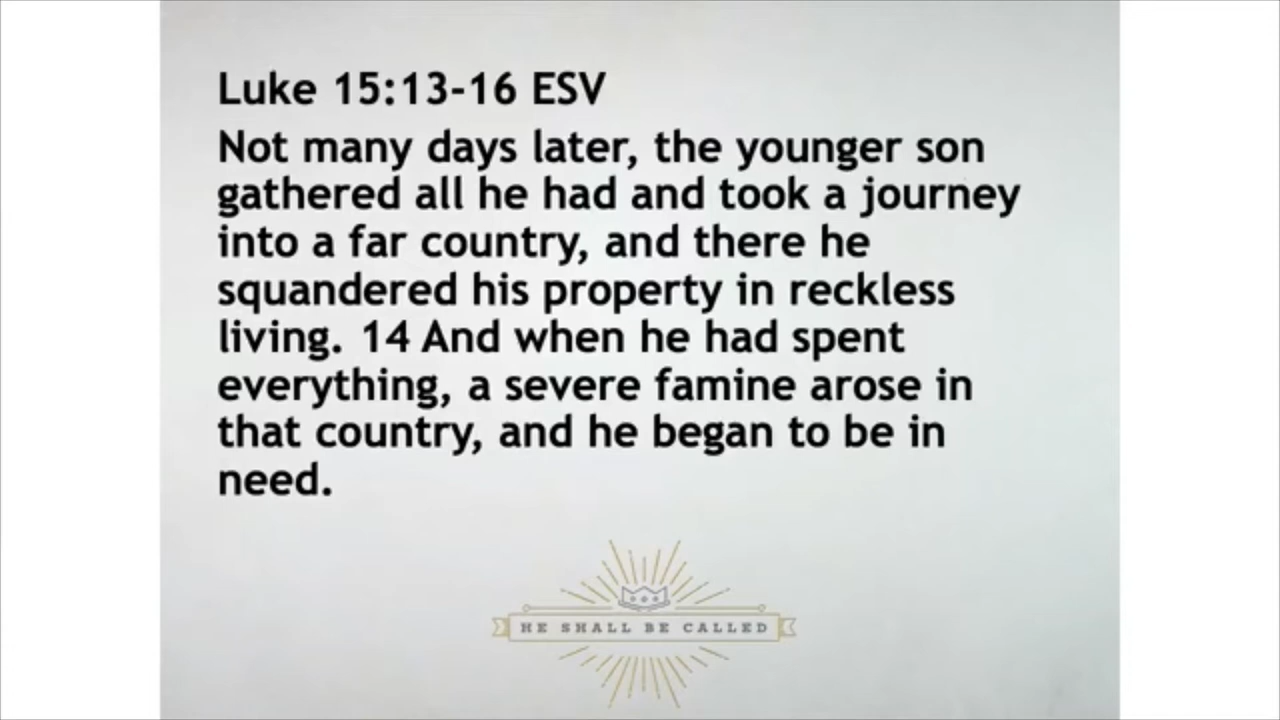 Luke 15:13-16 ESV
Not many days later, the younger son
gathered all he had and took a journey
into a far country, and there he
squandered his property in reckless
living. 14 And when he had spent
everything, a severe famine arose in
that country, and he began to be in
need.
HE SHALL BE CALLED